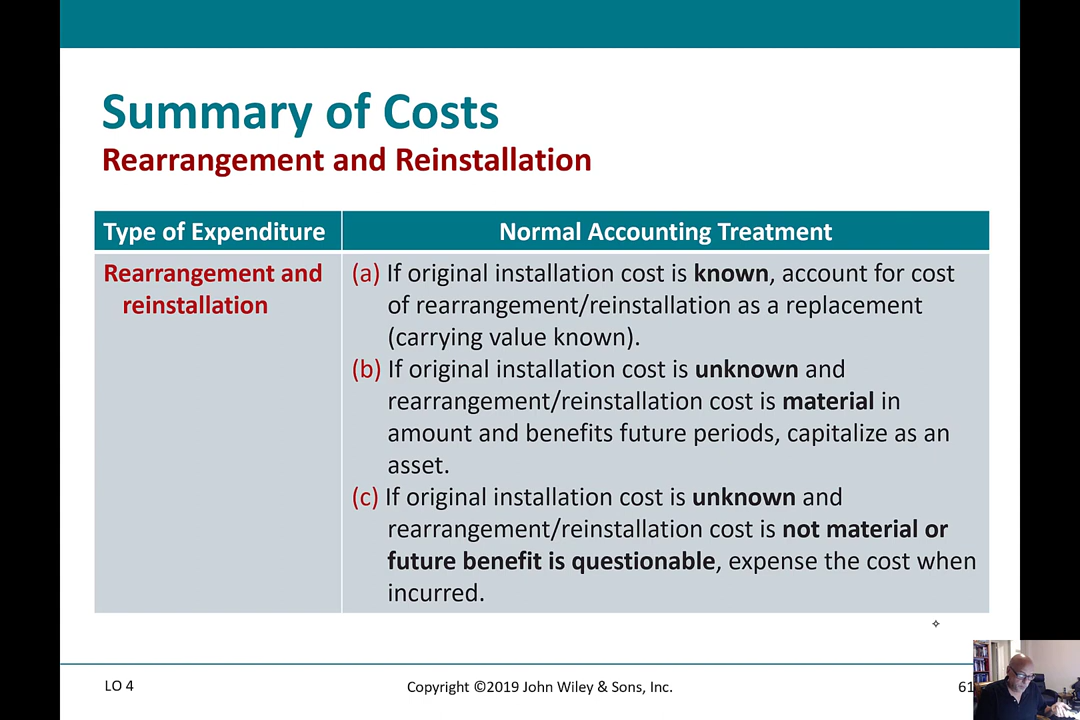 Summary of Costs
Rearrangement and Reinstallation
Type of Expenditure
Normal Accounting Treatment
Rearrangement and
reinstallation
(a) If original installation cost is known, account for cost
of rearrangement/reinstallation as a replacement
(carrying value known).
(b) If original installation cost is unknown and
rearrangement/reinstallation cost is material in
amount and benefits future periods, capitalize as an
asset.
(c) If original installation cost is unknown and
rearrangement/reinstallation cost is not material or
future benefit is questionable, expense the cost when
incurred.
LO 4
Copyright ©2019 John Wiley & Sons, Inc.
61